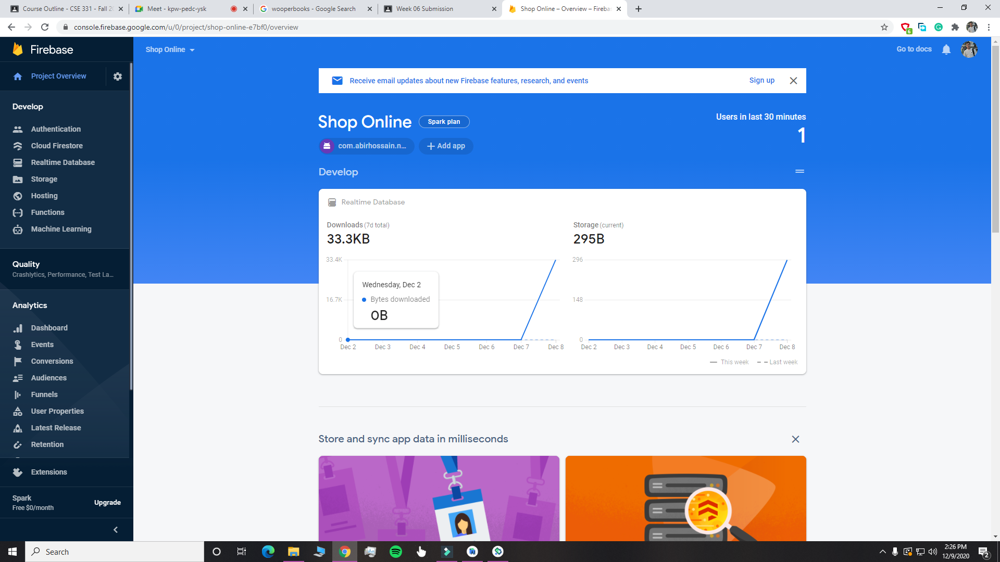 Course Outline - CSE 331 - Fall 20
Meet - kpw-pedc-ysk
wooperbooks - Google Search
Week 06 Submission
Shop Online – Overview – Fireba
console.firebase.google.com/u/0/project/shop-online-e7bf0/overview
6
Firebase
Project Overview
Develop
Authentication
Cloud Firestore
Realtime Database
Storage
Hosting
Functions
Machine Learning
Quality
Crashlytics, Performance, Test La...
Analytics
Dashboard
Events
Conversions
Audiences
Funnels
User Properties
Latest Release
Retention
Extensions
Spark
Free $0/month
Upgrade
Shop Online
Go to docs
Receive email updates about new Firebase features, research, and events
Sign up
Shop Online
Spark plan
Users in last 30 minutes
1
com.abirhossain.n...
Add app
Develop
Realtime Database
Downloads (7d total)
33.3KB
33.4K
16.7K
0
Wednesday, Dec 2
Bytes downloaded
0B
Dec 2 Dec 3 Dec 4 Dec 5 Dec 6 Dec 7 Dec 8
Storage (current)
295B
296
148
0
Dec 2 Dec 3 Dec 4 Dec 5 Dec 6 Dec 7 Dec 8
This week Last week
Store and sync app data in milliseconds
Search
2:26 PM
12/9/2020
2